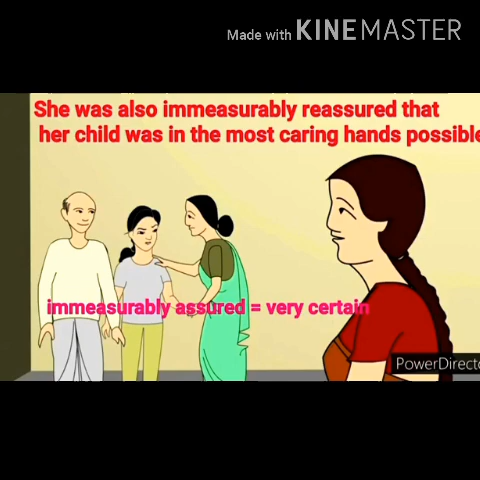 Made with KINEMASTER
She was also immeasurably reassured that
her child was in the most caring hands possible
immeasurably assured = very certain
PowerDirecto